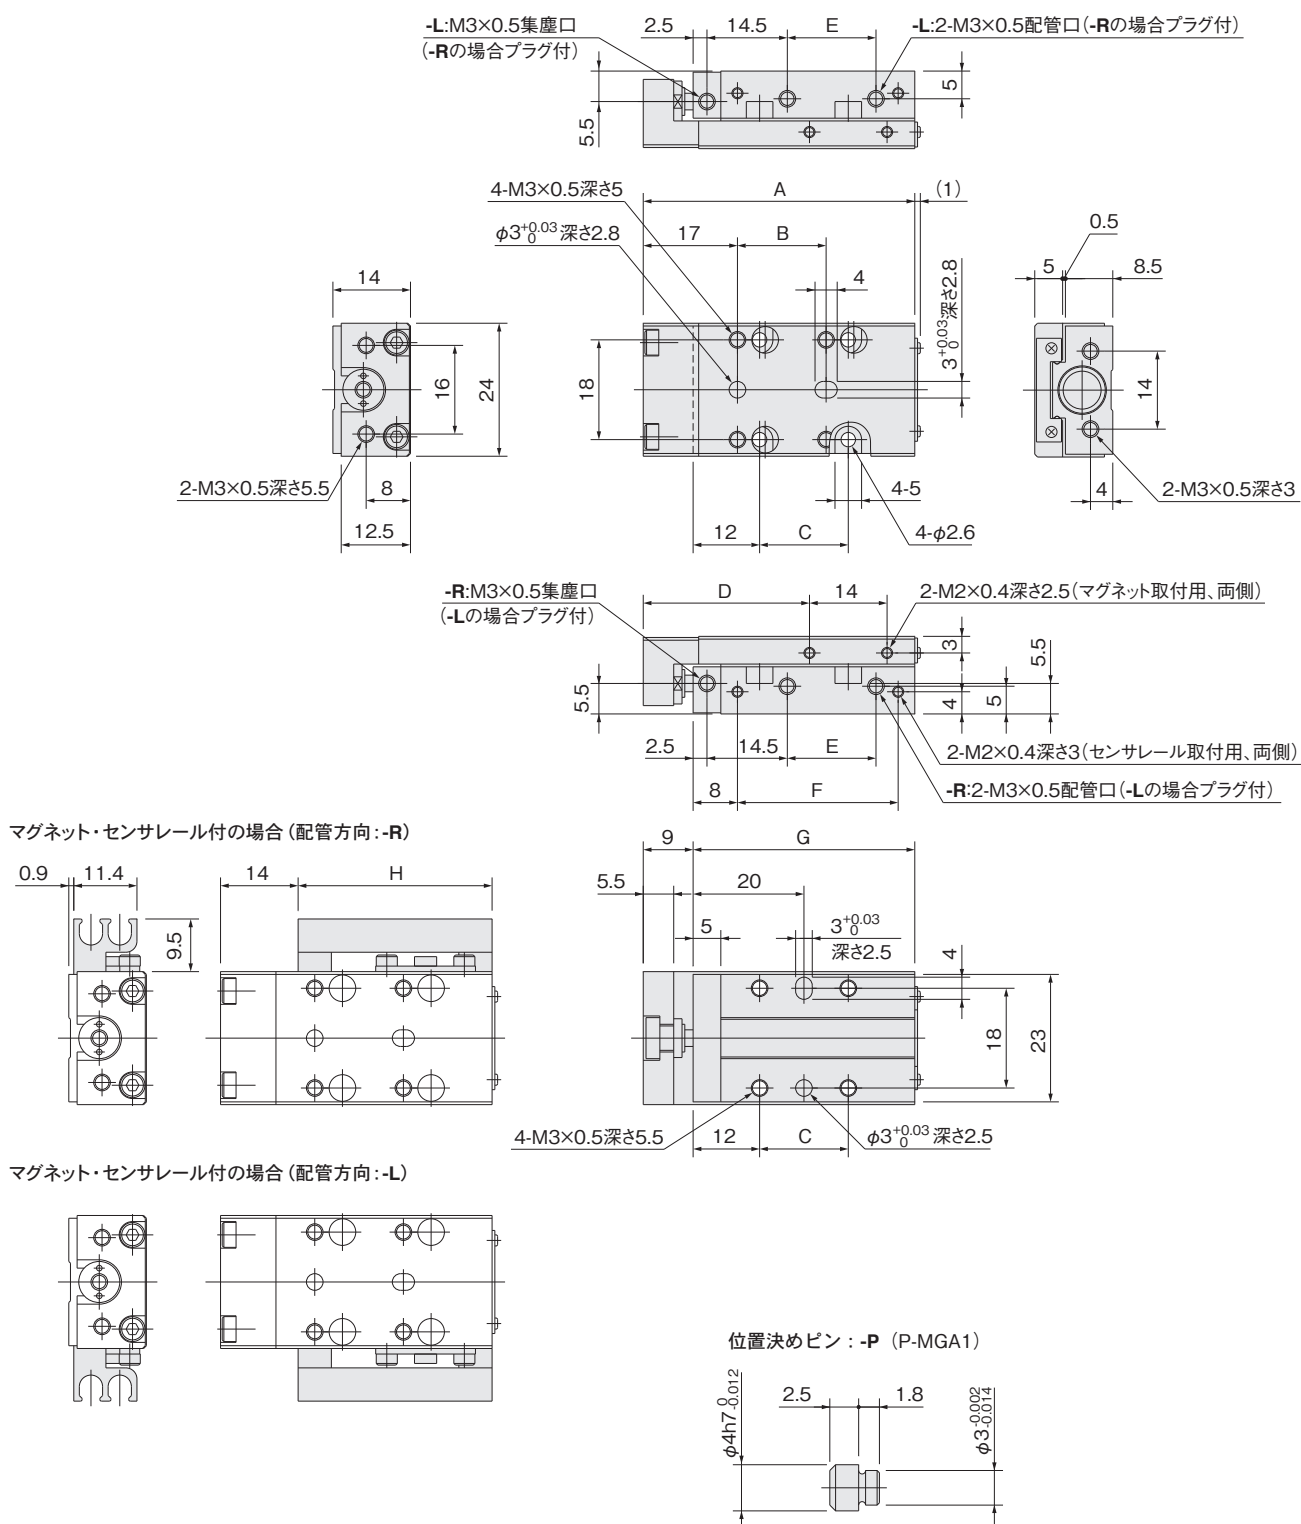 -L:M3×0.5集塵口
(-Rの場合プラグ付)
2.5
14.5
E
-L:2-M3×0.5配管口(-Rの場合プラグ付)
5.5
5
4-M3×0.5深さ5
φ3 +0.03 0 深さ2.8
A
(1)
17
B
4
3 +0.03 0 深さ2.8
0.5
5
8.5
14
16
24
18
14
2-M3×0.5深さ5.5
8
12.5
4-5
12
C
4-φ2.6
4
2-M3×0.5深さ3
-R:M3×0.5集塵口
(-Lの場合プラグ付)
D
14
2-M2×0.4深さ2.5(マグネット取付用、両側)
3
5.5
5.5
4
5
2.5
14.5
E
2-M2×0.4深さ3(センサレール取付用、両側)
8
F
-R:2-M3×0.5配管口(-Lの場合プラグ付)
マグネット・センサレール付の場合(配管方向:-R)
0.9
11.4
14
H
9.5
9
G
5.5
20
5
3 +0.03 0
深さ2.5
4
18
23
4-M3×0.5深さ5.5
12
C
φ3 +0.03 0 深さ2.5
マグネット・センサレール付の場合(配管方向:-L)
位置決めピン:-P (P-MGA1)
φ4h7 0 -0.012
2.5
1.8
φ3 -0.002 -0.014